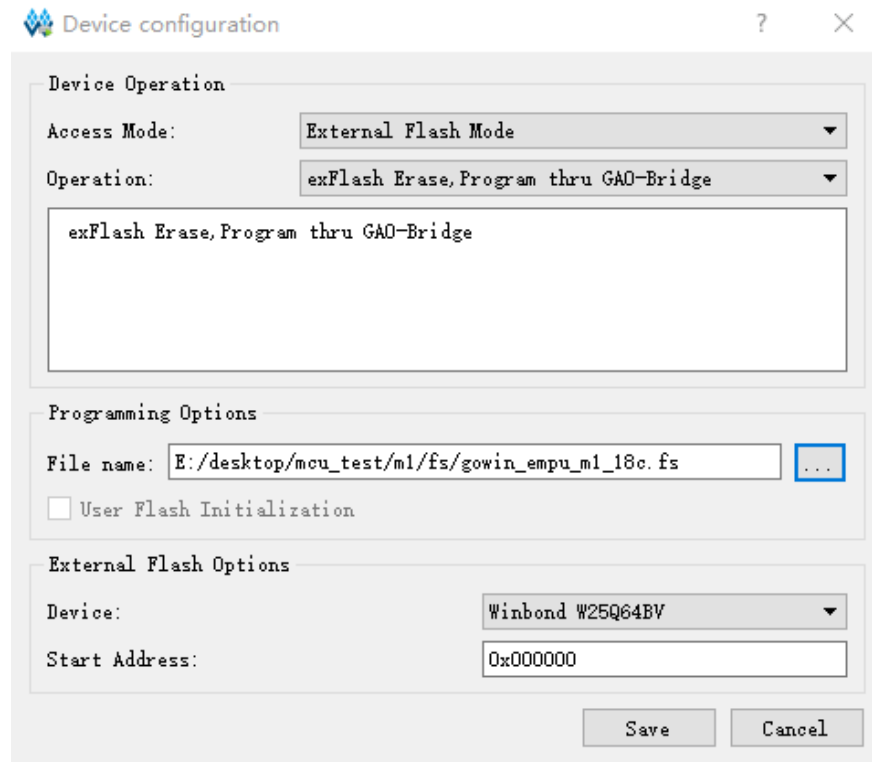 Device configuration ?
Device Operation
Access Mode: External Flash Mode
Operation: exFlash Erase,Program thru GAO-Bridge
exFlash Erase,Program thru GAO-Bridge
Programming Options
File name: E:/desktop/mcu_test/m1/fs/gowin_empu_m1_18c.fs ...
User Flash Initialization
External Flash Options
Device: Winbond W25Q64BV
Start Address: 0x000000
Save Cancel